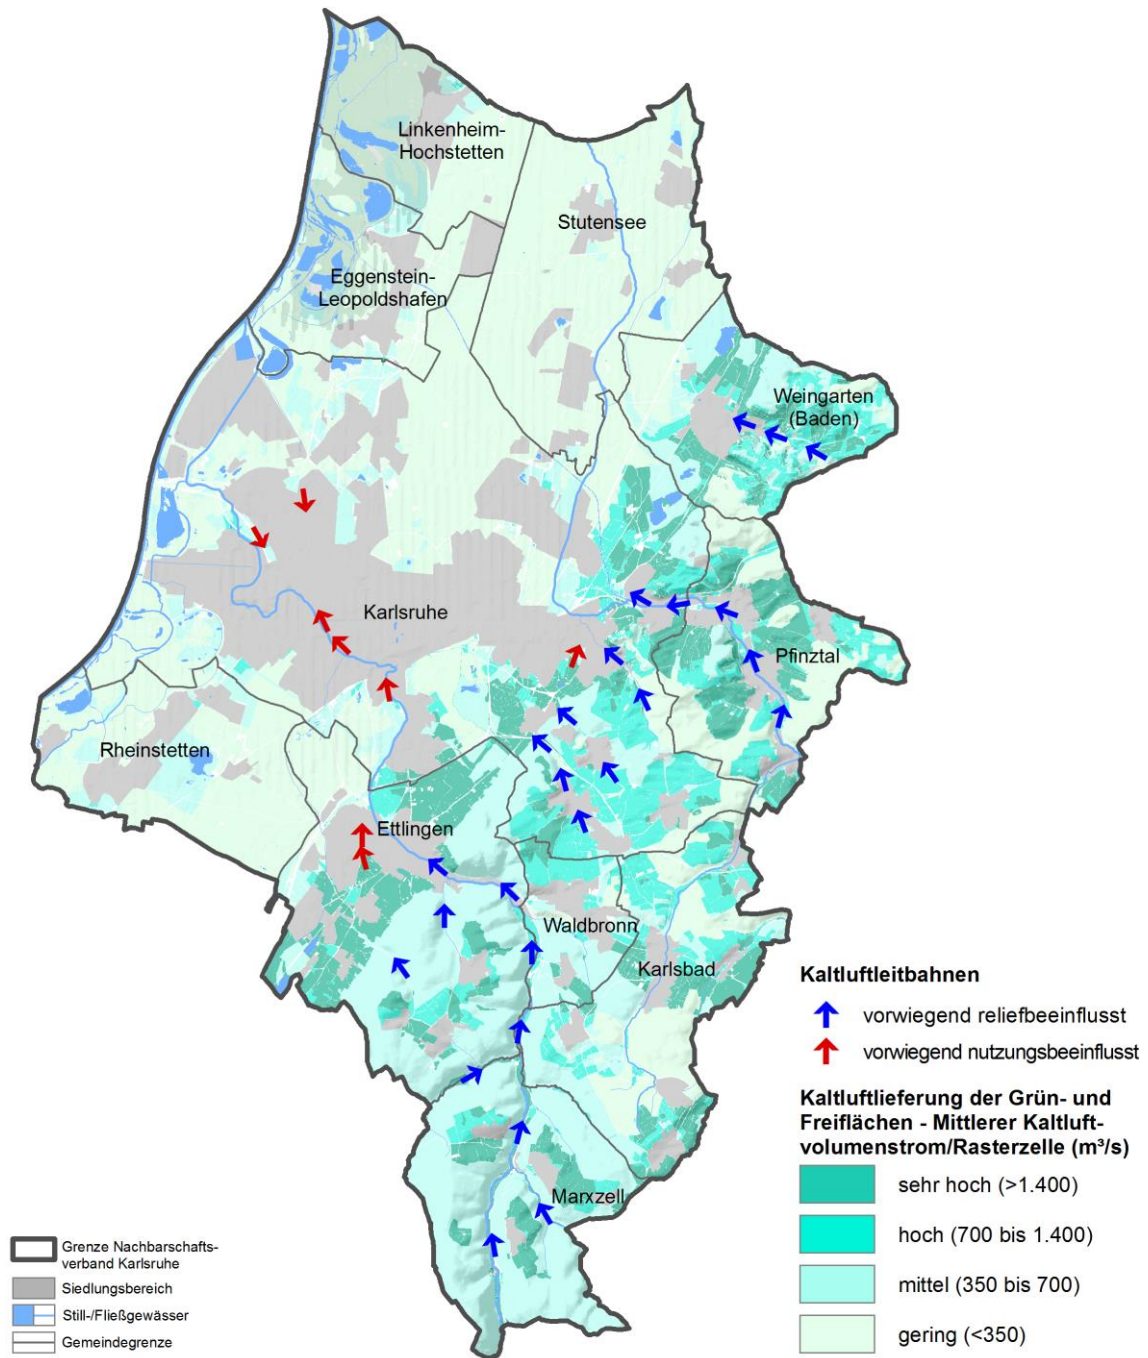 Linkenheim-
Hochstetten
Stutensee
Eggenstein-
Leopoldshafen
Weingarten
(Baden)
Karlsruhe
Pfinztal
Rheinstetten
Ettlingen
Waldbronn
Karlsbad
Marxzell
Kaltluftleitbahnen
vorwiegend reliefbeeinflusst
vorwiegend nutzungsbeeinflusst
Kaltluftlieferung der Grün- und
Freiflächen - Mittlerer Kaltluft-
volumenstrom/Rasterzelle (m³/s)
sehr hoch (>1.400)
hoch (700 bis 1.400)
mittel (350 bis 700)
gering (<350)
Grenze Nachbarschafts-
verband Karlsruhe
Siedlungsbereich
Still-/Fließgewässer
Gemeindegrenze